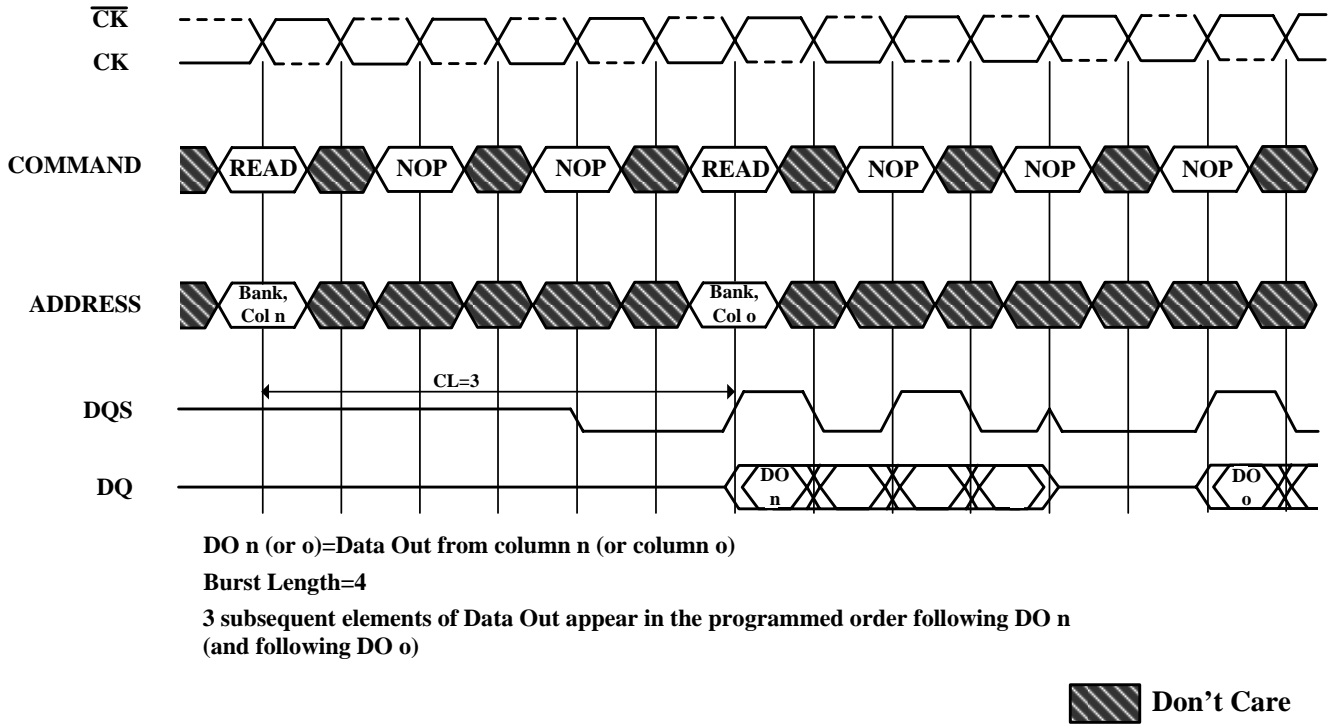 CK
CK
COMMAND READ NOP NOP READ NOP NOP NOP
ADDRESS Bank, Col n Bank, Col o
CL=3
DQS
DQ DO n DO o
DO n (or o)=Data Out from column n (or column o)
Burst Length=4
3 subsequent elements of Data Out appear in the programmed order following DO n
(and following DO o)
Don't Care